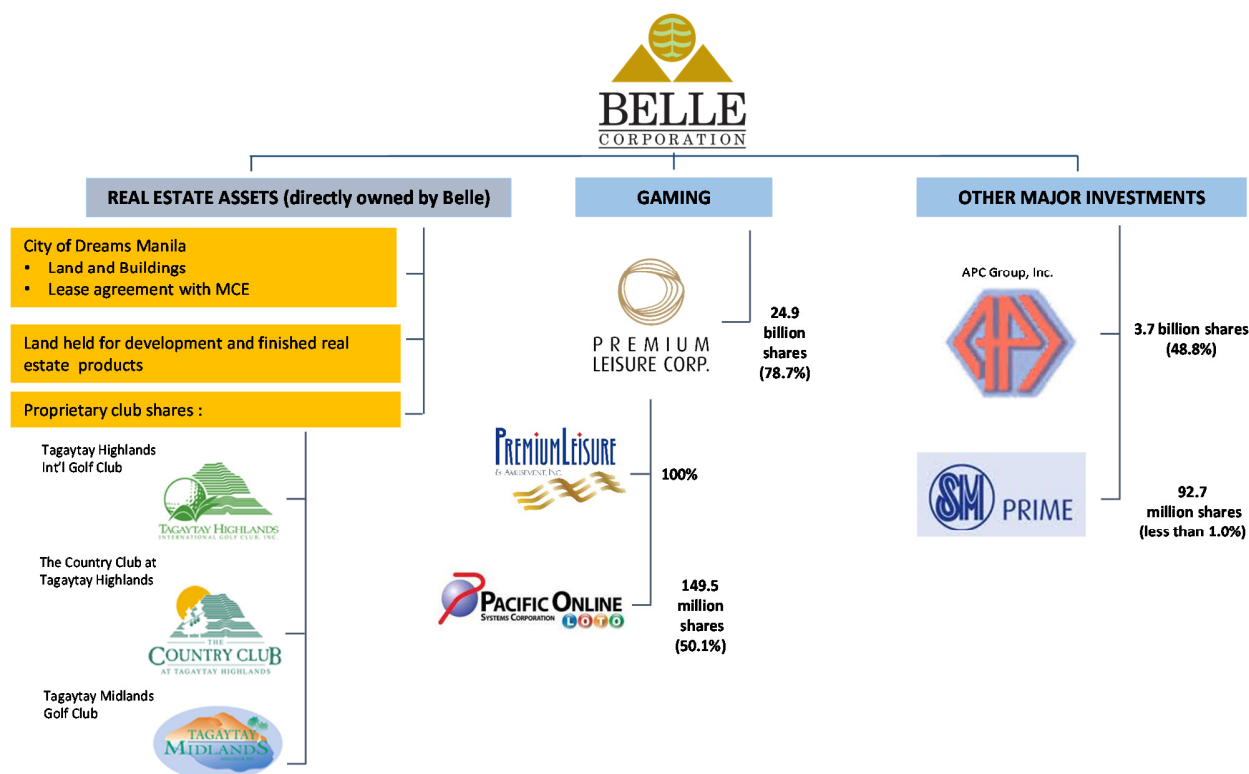 BELLE
CORPORATION
REAL ESTATE ASSETS (directly owned by Belle)
City of Dreams Manila
• Land and Buildings
• Lease agreement with MCE
Land held for development and finished real
estate products
Proprietary club shares :
Tagaytay Highlands
Int'l Golf Club
TAGAYTAY HIGHLANDS
INTERNATIONAL GOLF CLUB, INC.
The Country Club at
Tagaytay Highlands
THE
COUNTRY CLUB
AT TAGAYTAY HIGHLANDS
Tagaytay Midlands
Golf Club
TAGAYTAY
MIDLANDS
GAMING
PREMIUM
LEISURE CORP.
24.9
billion
shares
(78.7%)
PREMIUMLEISURE
& AMUSEMENT, INC.
100%
PACIFIC ONLINE
SYSTEMS CORPORATION LOTO
149.5
million
shares
(50.1%)
OTHER MAJOR INVESTMENTS
APC Group, Inc.
APC
3.7 billion shares
(48.8%)
SM PRIME
92.7
million shares
(less than 1.0%)